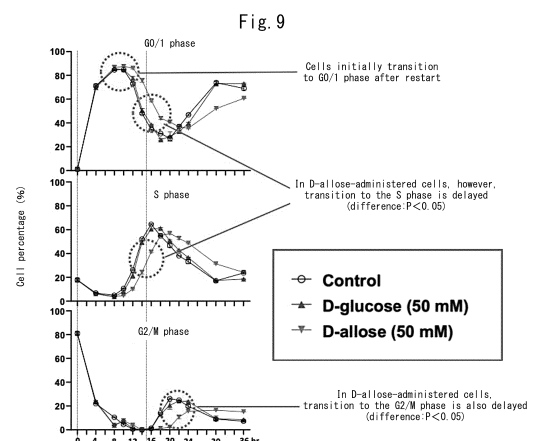 Fig. 9
G0/1 phase
100
80
60
40
20
0
Cells initially transition
to G0/1 phase after restart
S phase
100
80
60
40
20
0
Cell percentage (%)
In D-allose-administered cells, however,
transition to the S phase is delayed
(difference:P<0.05)
Control
D-glucose (50 mM)
D-allose (50 mM)
G2/M phase
100
80
60
40
20
0
In D-allose-administered cells,
transition to the G2/M phase is also delayed
(difference:P<0.05)
0 4 8 12 16 20 24 30 36 hr